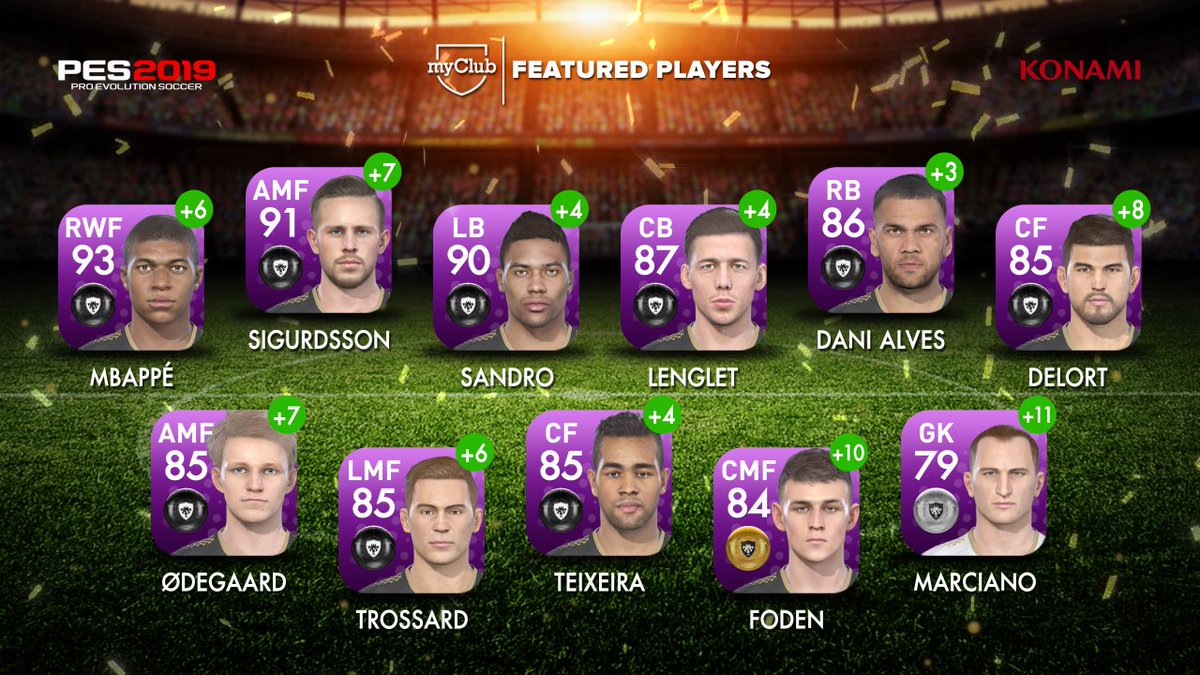 PES2019
PRO EVOLUTION SOCCER
myClub
FEATURED PLAYERS
KONAMI
RWF
93
+6
MBAPPÉ
AMF
91
+7
SIGURDSSON
LB
90
+4
SANDRO
CB
87
+4
LENGLET
RB
86
+3
DANI ALVES
CF
85
+8
DELORT
AMF
85
+7
ØDEGAARD
LMF
85
+6
TROSSARD
CF
85
+4
TEIXEIRA
CMF
84
+10
FODEN
GK
79
+11
MARCIANO